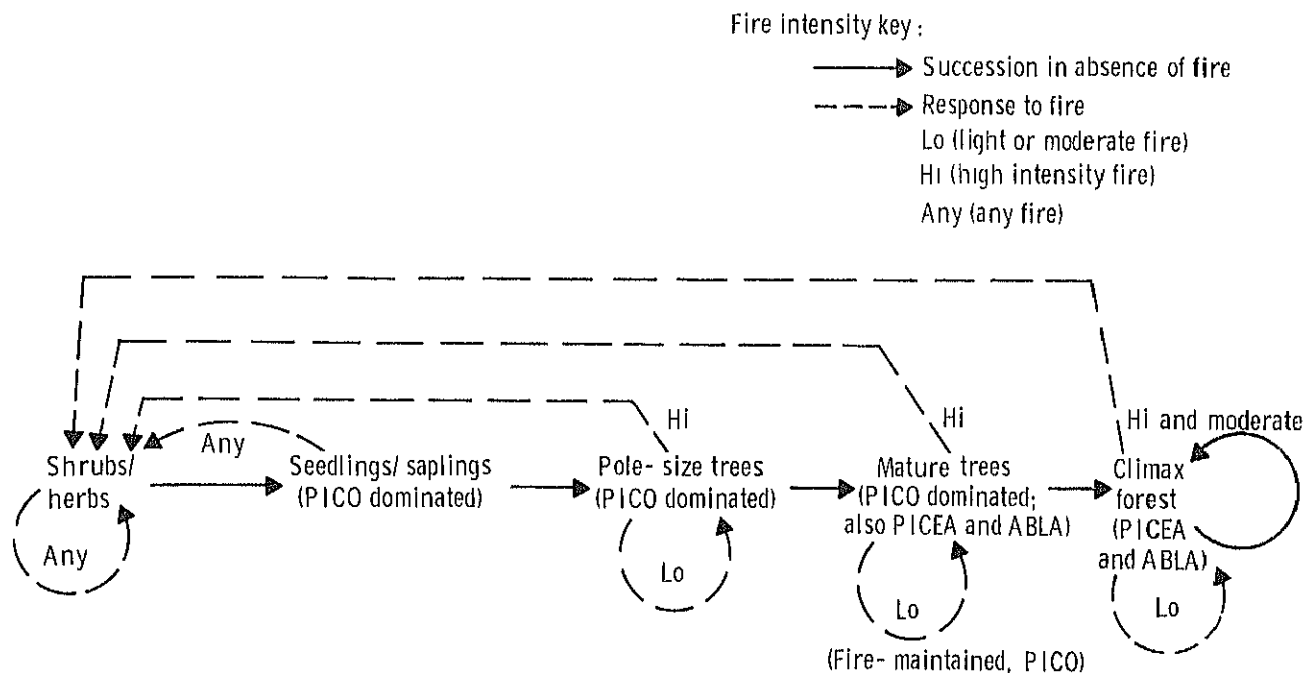 Fire intensity key:
Succession in absence of fire
Response to fire
Lo (light or moderate fire)
Hi (high intensity fire)
Any (any fire)
Hi
Hi
Hi and moderate
Any
Shrubs/
herbs
Seedlings/ saplings
(PICO dominated)
Pole- size trees
(PICO dominated)
Mature trees
(PICO dominated;
also PICEA and ABLA)
Climax
forest
(PICEA
and ABLA)
Any
Lo
Lo
Lo
(Fire- maintained, PICO)